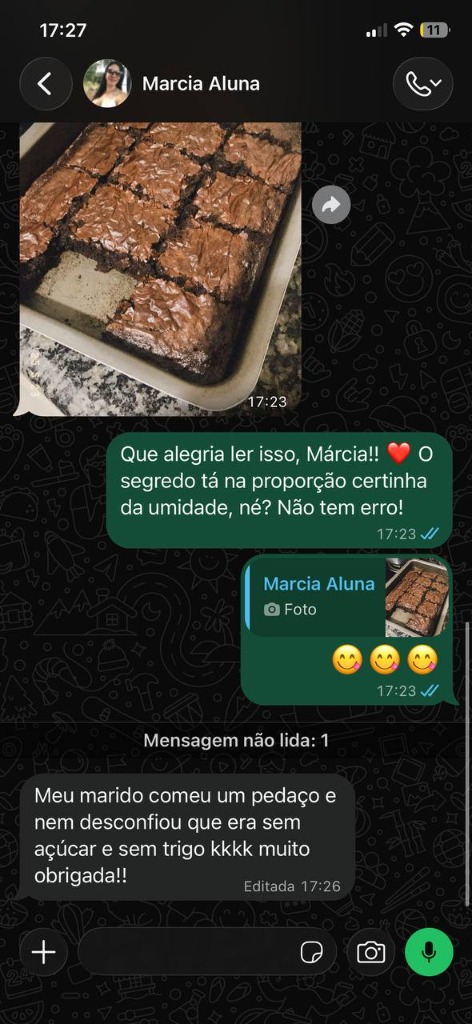 17:27
11
Marcia Aluna
17:23
Que alegria ler isso, Márcia!! ❤️ O
segredo tá na proporção certinha
da umidade, né? Não tem erro!
17:23
Marcia Aluna
Foto
😋 😋 😋
17:23
Mensagem não lida: 1
Meu marido comeu um pedaço e
nem desconfiou que era sem
açúcar e sem trigo kkkk muito
obrigada!!
Editada 17:26